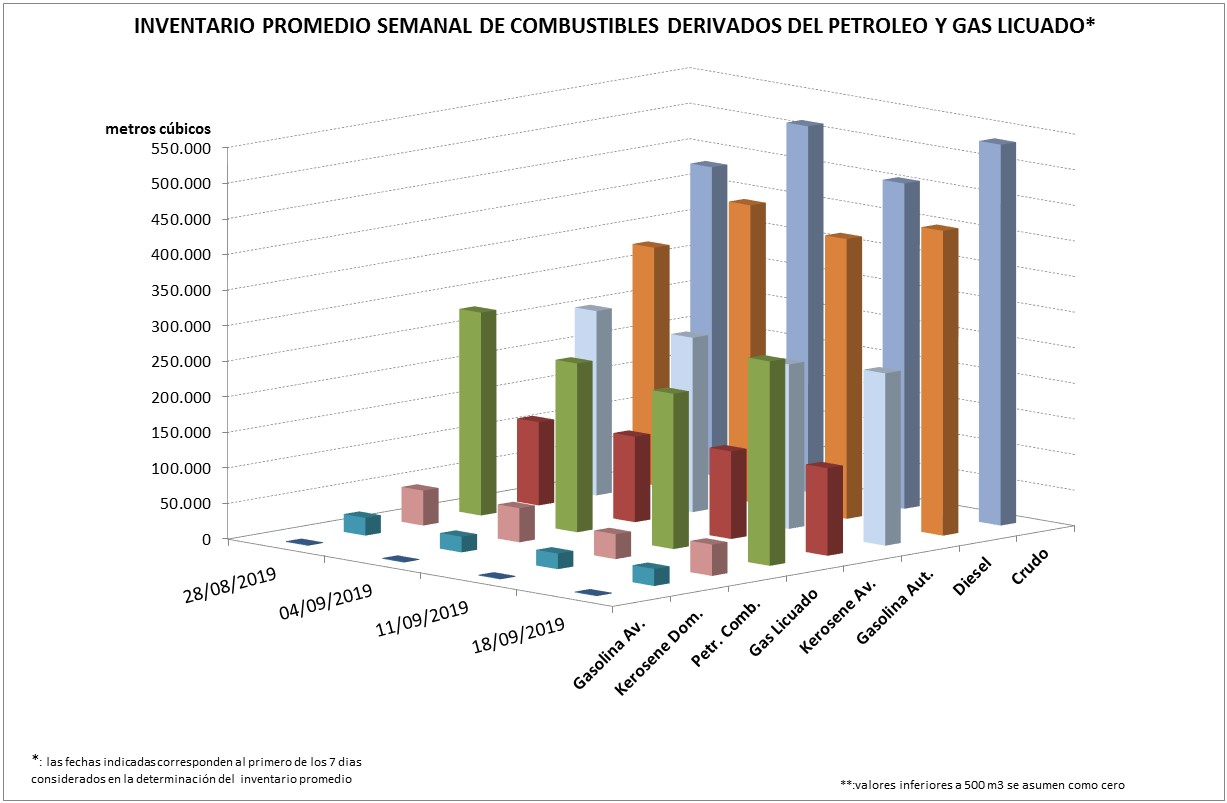 INVENTARIO PROMEDIO SEMANAL DE COMBUSTIBLES DERIVADOS DEL PETROLEO Y GAS LICUADO*
metros cúbicos
550.000
500.000
450.000
400.000
350.000
300.000
250.000
200.000
150.000
100.000
50.000
0
28/08/2019
04/09/2019
11/09/2019
18/09/2019
Gasolina Av.
Kerosene Dom.
Petr. Comb.
Gas Licuado
Kerosene Av.
Gasolina Aut.
Diesel
Crudo
*: las fechas indicadas corresponden al primero de los 7 dias
considerados en la determinación del inventario promedio
**:valores inferiores a 500 m3 se asumen como cero